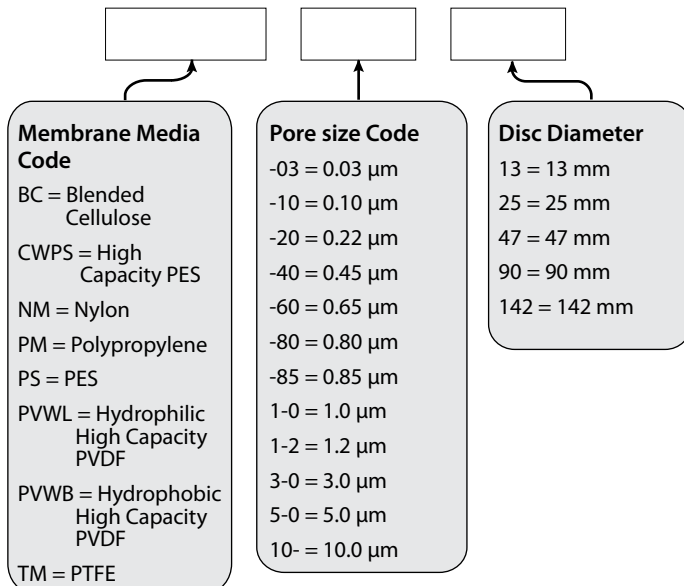 Membrane Media
Code
BC = Blended
Cellulose
CWPS = High
Capacity PES
NM = Nylon
PM = Polypropylene
PS = PES
PVWL = Hydrophilic
High Capacity
PVDF
PVWB = Hydrophobic
High Capacity
PVDF
TM = PTFE
Pore size Code
-03 = 0.03 µm
-10 = 0.10 µm
-20 = 0.22 µm
-40 = 0.45 µm
-60 = 0.65 µm
-80 = 0.80 µm
-85 = 0.85 µm
1-0 = 1.0 µm
1-2 = 1.2 µm
3-0 = 3.0 µm
5-0 = 5.0 µm
10- = 10.0 µm
Disc Diameter
13 = 13 mm
25 = 25 mm
47 = 47 mm
90 = 90 mm
142 = 142 mm